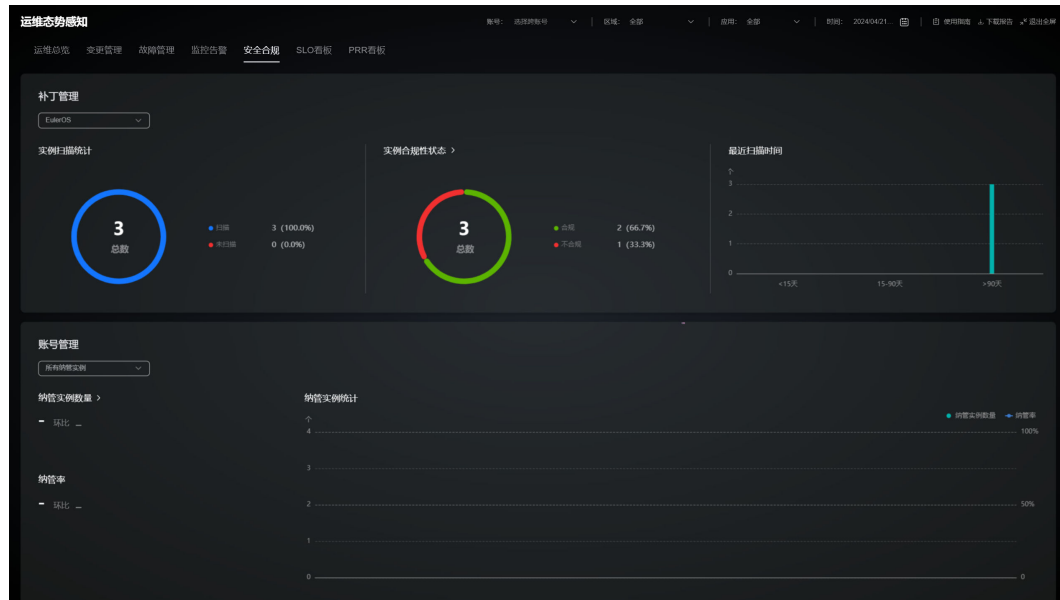 运维态势感知
账号: 选择跨账号 | 区域: 全部 | 应用: 全部 | 时间: 2024/04/21... | 使用指南 下载报告 退出全屏
运维总览 变更管理 故障管理 监控告警 安全合规 SLO看板 PRR看板
补丁管理
EulerOS
实例扫描统计
3
总数
扫描 3 (100.0%)
未扫描 0 (0.0%)
实例合规性状态 >
3
总数
合规 2 (66.7%)
不合规 1 (33.3%)
最近扫描时间
个
3
2
1
0
<15天 15-90天 >90天
账号管理
所有纳管实例
纳管实例数量 >
- 环比 --
纳管率
- 环比 --
纳管实例统计
个
纳管实例数量 纳管率
4 100%
3
2 50%
1
0 0